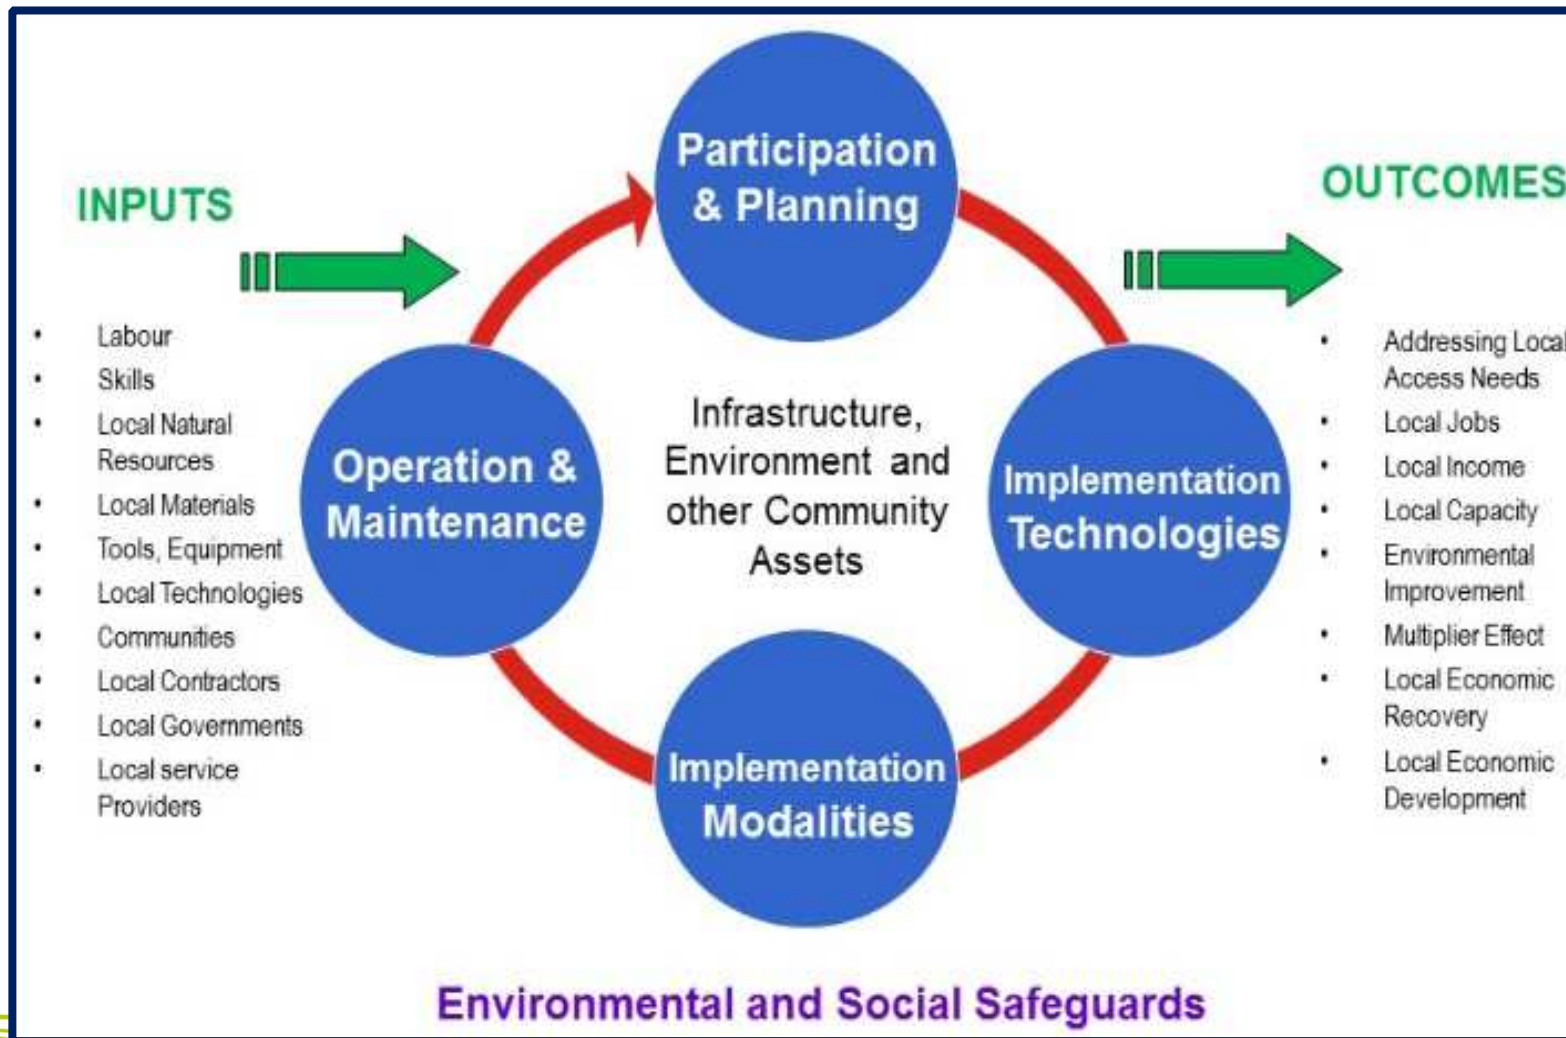 INPUTS
• Labour
• Skills
• Local Natural
Resources
• Local Materials
• Tools, Equipment
• Local Technologies
• Communities
• Local Contractors
• Local Governments
• Local service
Providers
Participation
& Planning
Operation &
Maintenance
Infrastructure,
Environment and
other Community
Assets
Implementation
Technologies
Implementation
Modalities
OUTCOMES
• Addressing Local
Access Needs
• Local Jobs
• Local Income
• Local Capacity
• Environmental
Improvement
• Multiplier Effect
• Local Economic
Recovery
• Local Economic
Development
Environmental and Social Safeguards